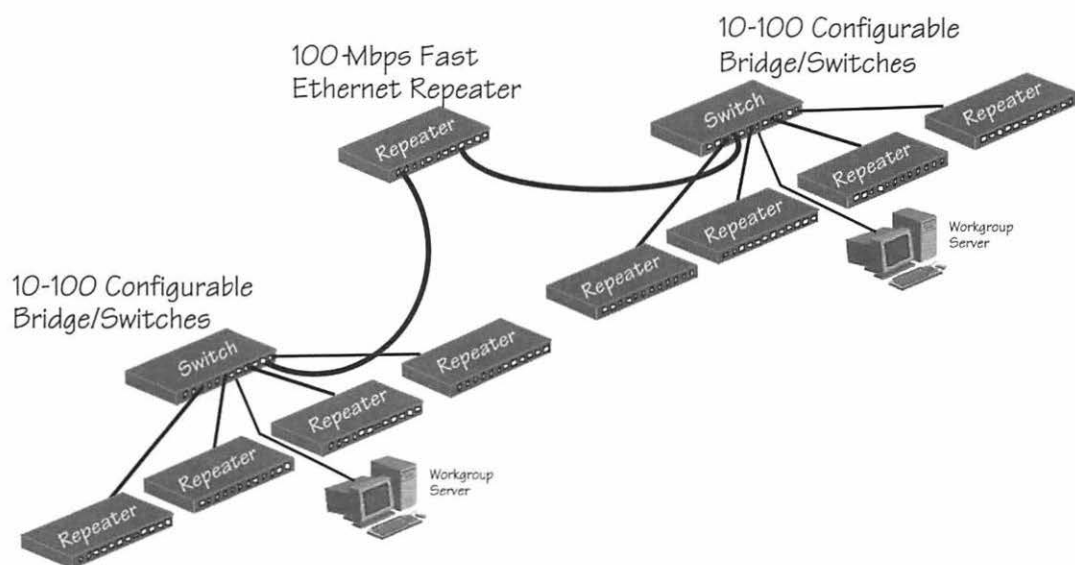 10-100 Configurable
Bridge/Switches
100-Mbps Fast
Ethernet Repeater
Switch
Repeater
Repeater
Repeater
Repeater
Repeater
Workgroup
Server
10-100 Configurable
Bridge/Switches
Switch
Repeater
Repeater
Repeater
Repeater
Workgroup
Server